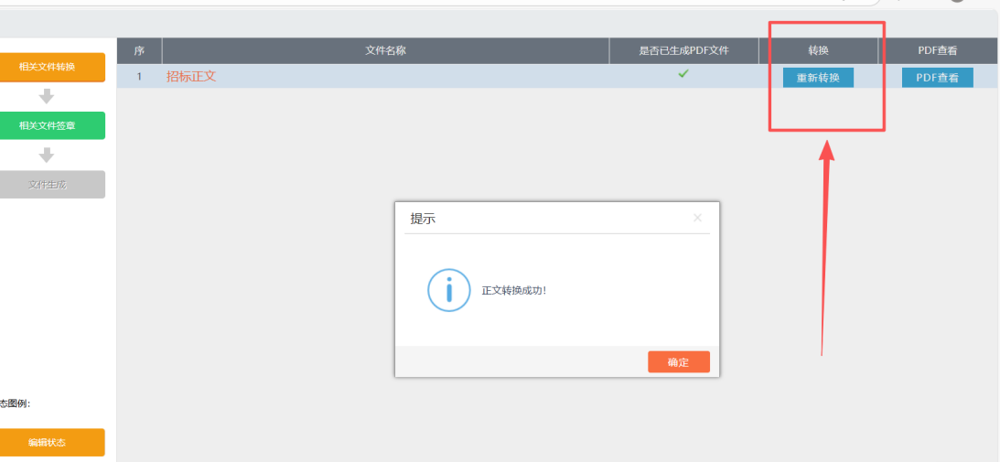 序 文件名称 是否已生成PDF文件 转换 PDF查看
1 招标正文 重新转换 PDF查看
相关文件转换
相关文件签章
文件生成
提示
正文转换成功！
确定
态图例：
编辑状态